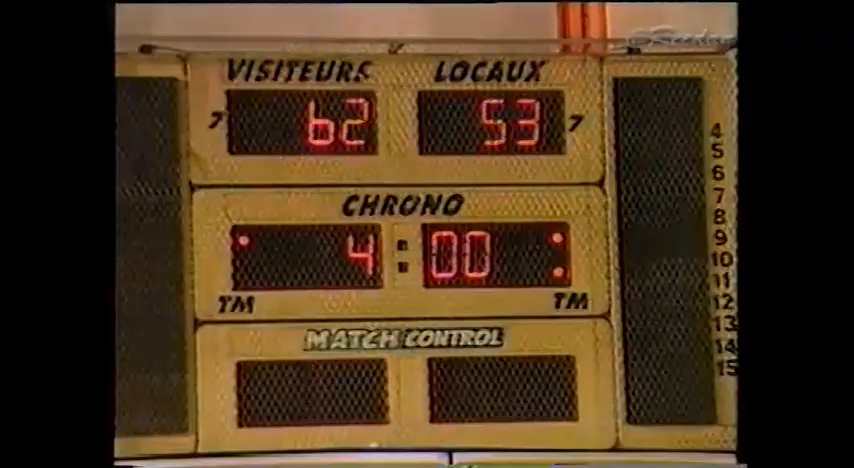 VISITEURS LOCAUX
7 62 53 7
CHRONO
4:00
TM TM
MATCH CONTROL
4
5
6
7
8
9
10
11
12
13
14
15